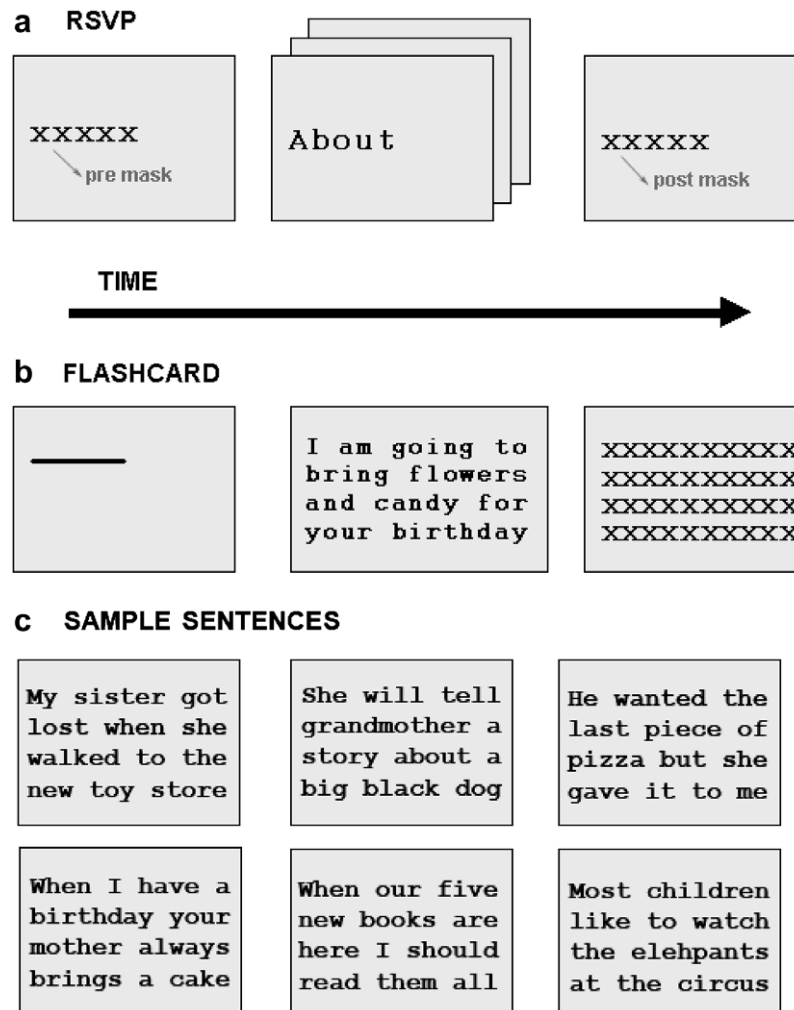 a RSVP
xxxxx
pre mask
About
xxxxx
post mask
TIME
b FLASHCARD
I am going to
bring flowers
and candy for
your birthday
xxxxxxxxxx
xxxxxxxxxx
xxxxxxxxxx
xxxxxxxxxx
c SAMPLE SENTENCES
My sister got
lost when she
walked to the
new toy store
She will tell
grandmother a
story about a
big black dog
He wanted the
last piece of
pizza but she
gave it to me
When I have a
birthday your
mother always
brings a cake
When our five
new books are
here I should
read them all
Most children
like to watch
the elehpants
at the circus